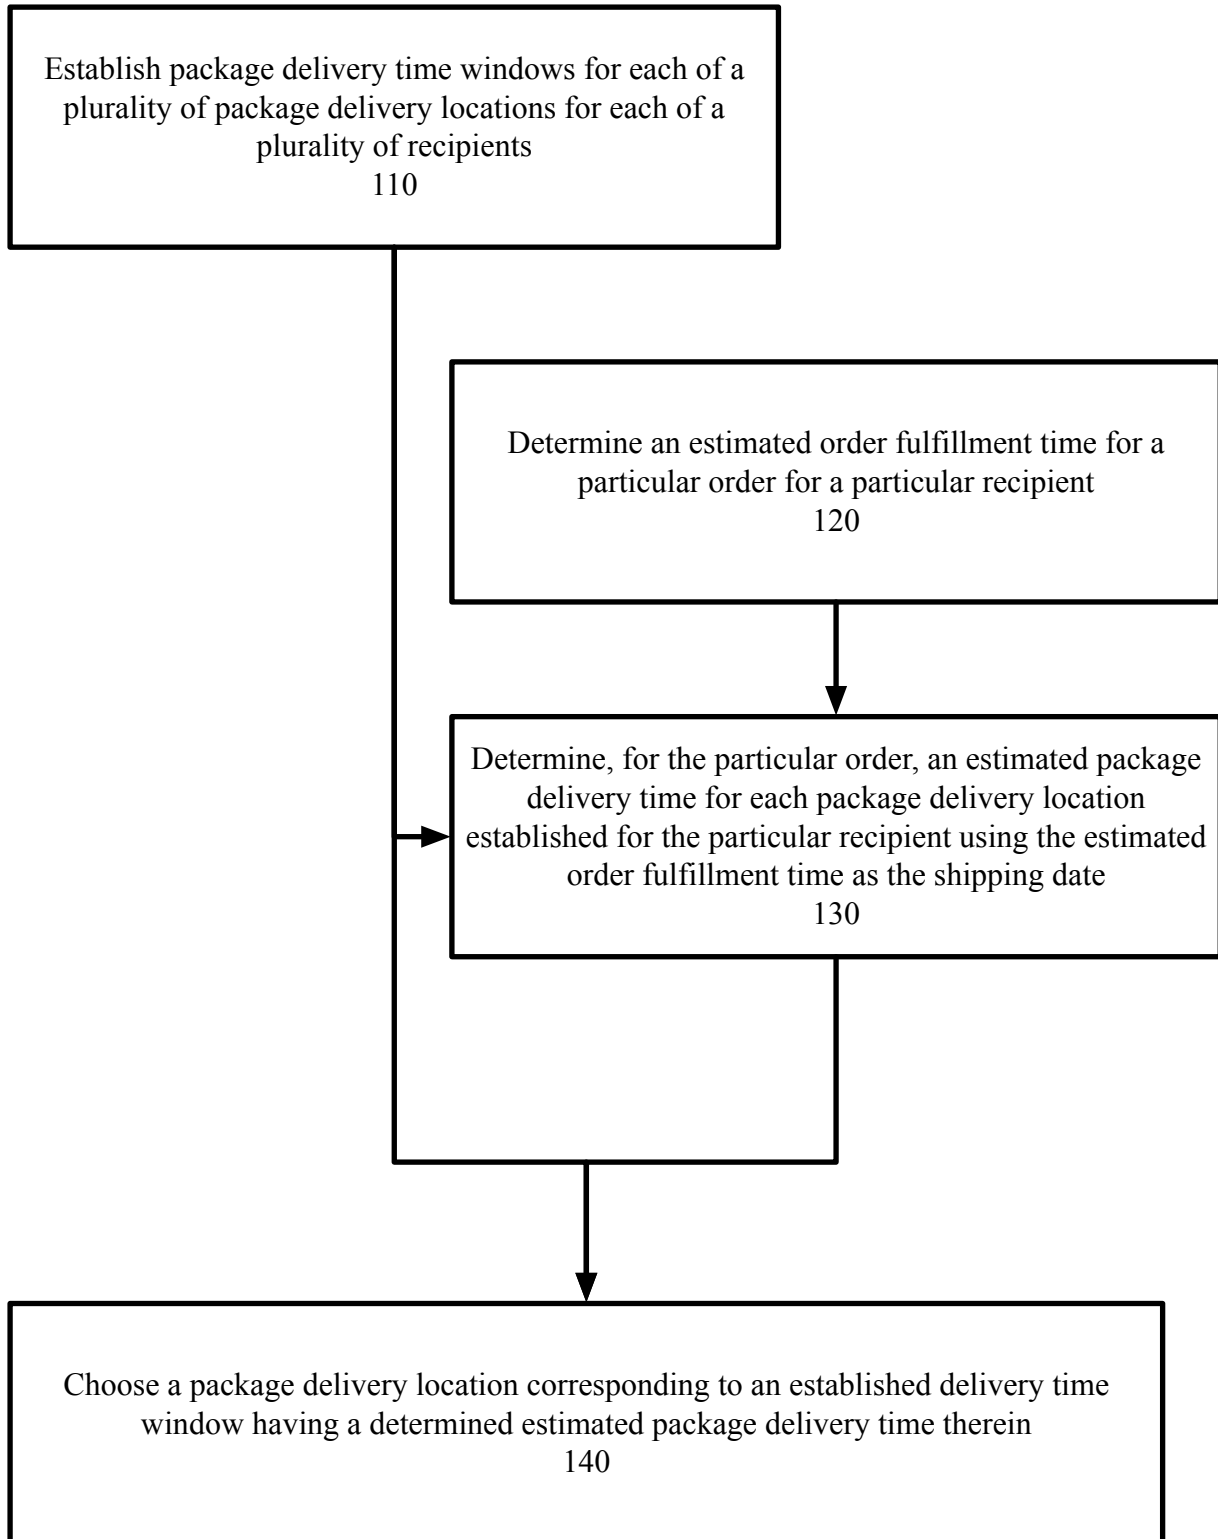 Establish package delivery time windows for each of a
plurality of package delivery locations for each of a
plurality of recipients
110
Determine an estimated order fulfillment time for a
particular order for a particular recipient
120
Determine, for the particular order, an estimated package
delivery time for each package delivery location
established for the particular recipient using the estimated
order fulfillment time as the shipping date
130
Choose a package delivery location corresponding to an established delivery time
window having a determined estimated package delivery time therein
140